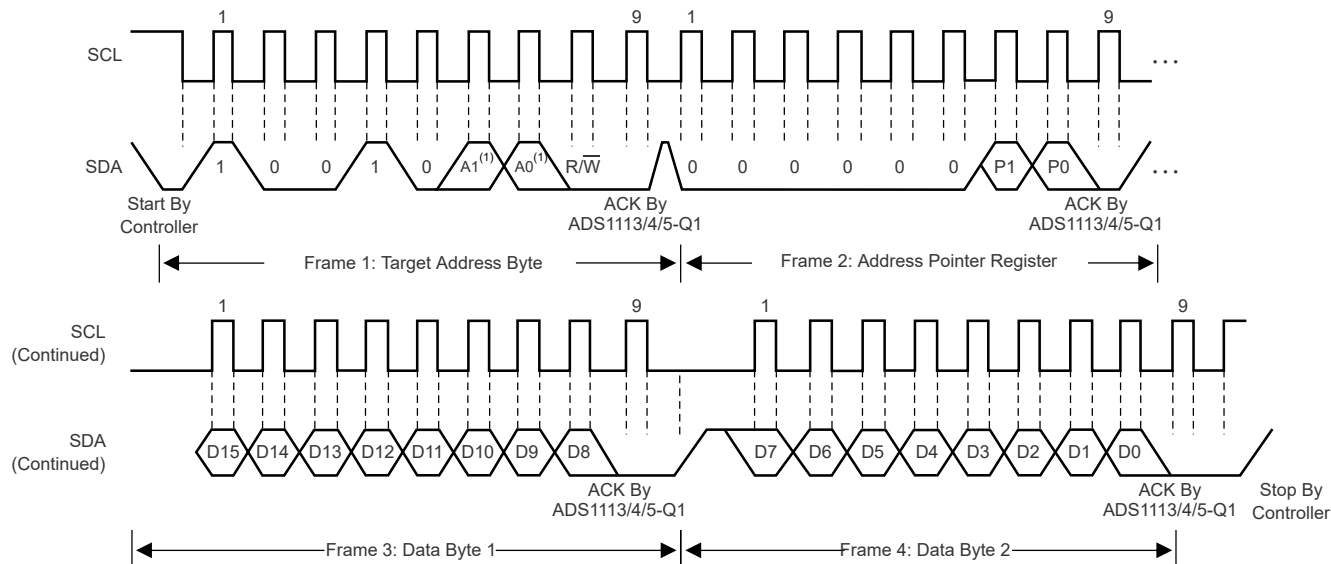 1 9 1 9
SCL ...
SDA 1 0 0 1 0 A1(1) A0(1) R/W̅ 0 0 0 0 0 0 P1 P0 ...
Start By
Controller
ACK By
ADS1113/4/5-Q1
ACK By
ADS1113/4/5-Q1
Frame 1: Target Address Byte
Frame 2: Address Pointer Register
1 9 1 9
SCL
(Continued)
SDA
(Continued)
D15 D14 D13 D12 D11 D10 D9 D8 D7 D6 D5 D4 D3 D2 D1 D0
ACK By
ADS1113/4/5-Q1
ACK By
ADS1113/4/5-Q1
Stop By
Controller
Frame 3: Data Byte 1
Frame 4: Data Byte 2